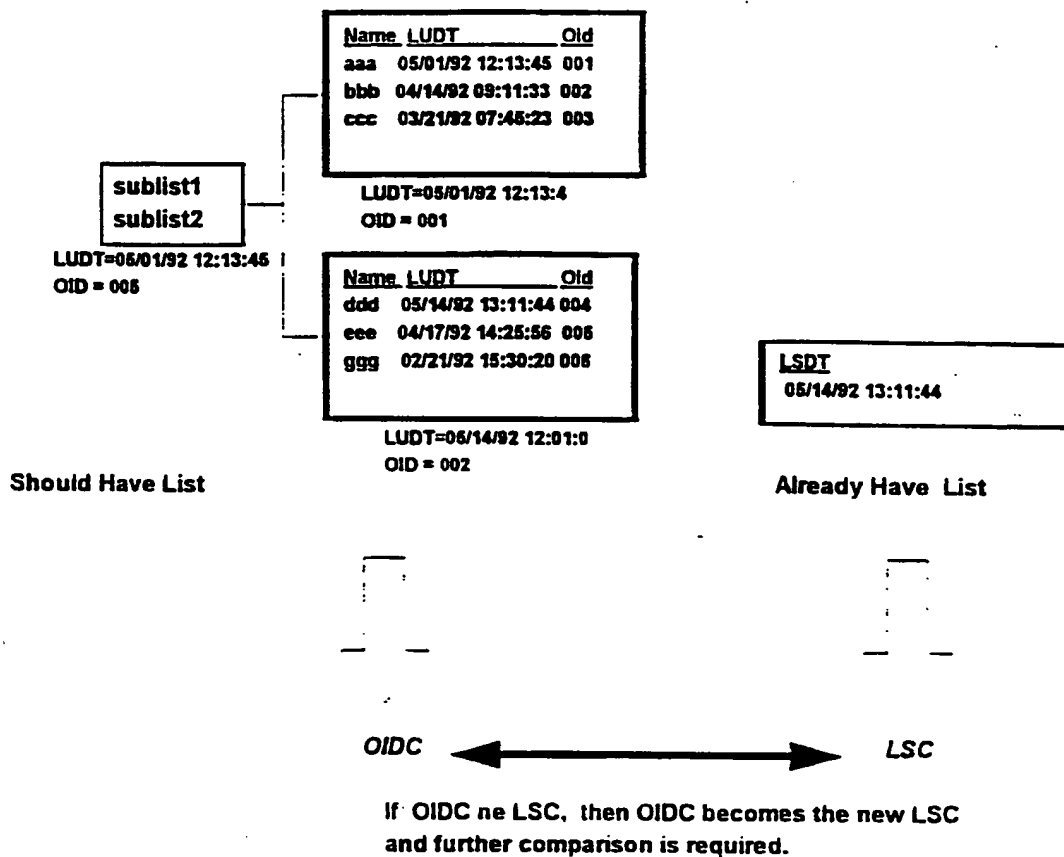 Name LUDT Oid
aaa 05/01/92 12:13:45 001
bbb 04/14/92 09:11:33 002
ccc 03/21/92 07:45:23 003
LUDT=05/01/92 12:13:4
OID = 001
sublist1
sublist2
LUDT=05/01/92 12:13:45
OID = 005
Name LUDT Oid
ddd 05/14/92 13:11:44 004
eee 04/17/92 14:25:56 005
ggg 02/21/92 15:30:20 006
LUDT=05/14/92 12:01:0
OID = 002
LSDT
05/14/92 13:11:44
Should Have List
Already Have List
OIDC
LSC
If OIDC ne LSC, then OIDC becomes the new LSC
and further comparison is required.